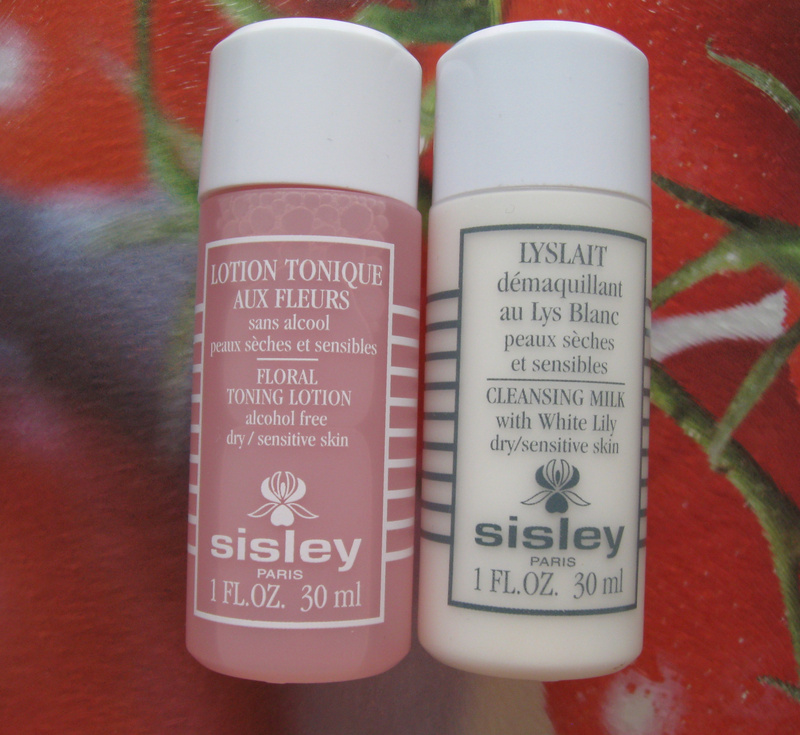 LOTION TONIQUE
AUX FLEURS
sans alcool
peaux sèches et sensibles
FLORAL
TONING LOTION
alcohol free
dry / sensitive skin
sisley
PARIS
1 FL.OZ. 30 ml
LYSLAIT
démaquillant
au Lys Blanc
peaux sèches
et sensibles
CLEANSING MILK
with White Lily
dry/sensitive skin
sisley
PARIS
1 FL.OZ. 30 ml